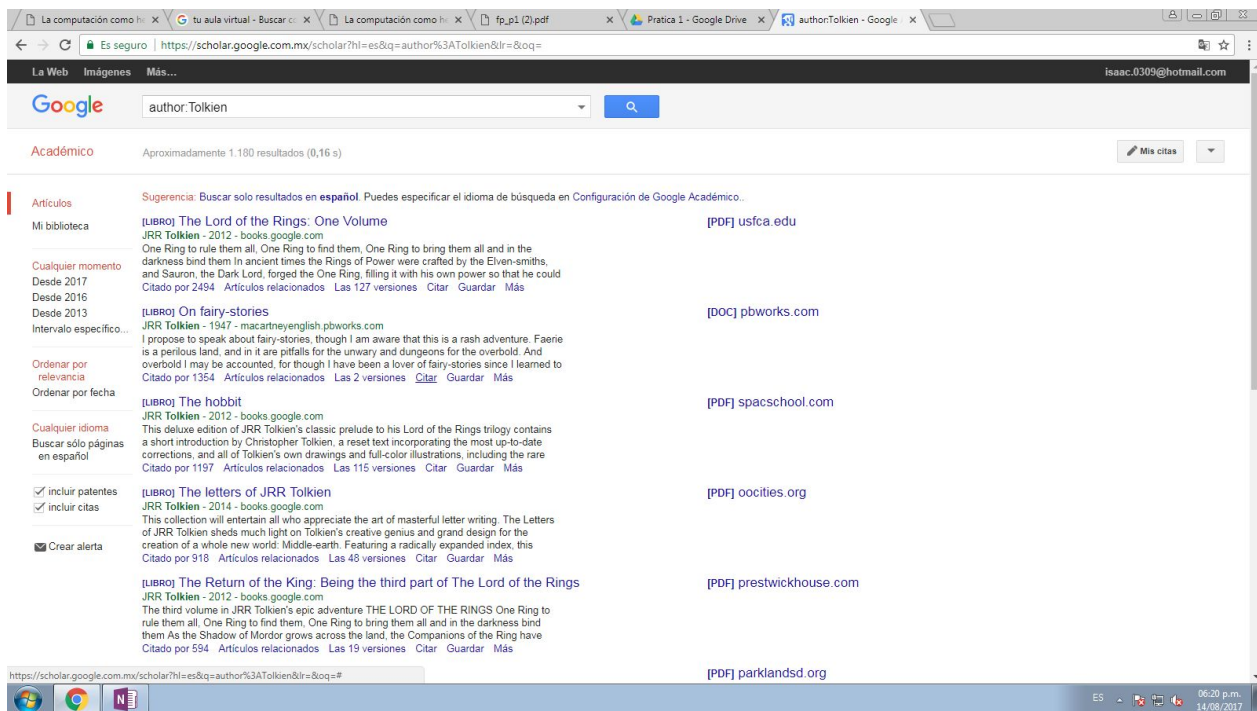 La computación como he
tu aula virtual - Buscar co
La computación como he
fp_p1 (2).pdf
Pratica 1 - Google Drive
author:Tolkien - Google
Es seguro | https://scholar.google.com.mx/scholar?hl=es&q=author%3ATolkien&lr=&oq=
La Web Imágenes Más...
isaac.0309@hotmail.com
Google
author:Tolkien
Académico
Aproximadamente 1.180 resultados (0,16 s)
Mis citas
Artículos
Mi biblioteca
Cualquier momento
Desde 2017
Desde 2016
Desde 2013
Intervalo específico...
Ordenar por
relevancia
Ordenar por fecha
Cualquier idioma
Buscar sólo páginas
en español
incluir patentes
incluir citas
Crear alerta
Sugerencia: Buscar solo resultados en español. Puedes especificar el idioma de búsqueda en Configuración de Google Académico..
[LIBRO] The Lord of the Rings: One Volume
JRR Tolkien - 2012 - books.google.com
One Ring to rule them all, One Ring to find them, One Ring to bring them all and in the
darkness bind them In ancient times the Rings of Power were crafted by the Elven-smiths,
and Sauron, the Dark Lord, forged the One Ring, filling it with his own power so that he could
Citado por 2494 Artículos relacionados Las 127 versiones Citar Guardar Más
[PDF] usfca.edu
[LIBRO] On fairy-stories
JRR Tolkien - 1947 - macartneyenglish.pbworks.com
I propose to speak about fairy-stories, though I am aware that this is a rash adventure. Faerie
is a perilous land, and in it are pitfalls for the unwary and dungeons for the overbold. And
overbold I may be accounted, for though I have been a lover of fairy-stories since I learned to
Citado por 1354 Artículos relacionados Las 2 versiones Citar Guardar Más
[DOC] pbworks.com
[LIBRO] The hobbit
JRR Tolkien - 2012 - books.google.com
This deluxe edition of JRR Tolkien's classic prelude to his Lord of the Rings trilogy contains
a short introduction by Christopher Tolkien, a reset text incorporating the most up-to-date
corrections, and all of Tolkien's own drawings and full-color illustrations, including the rare
Citado por 1197 Artículos relacionados Las 115 versiones Citar Guardar Más
[PDF] spacschool.com
[LIBRO] The letters of JRR Tolkien
JRR Tolkien - 2014 - books.google.com
This collection will entertain all who appreciate the art of masterful letter writing. The Letters
of JRR Tolkien sheds much light on Tolkien's creative genius and grand design for the
creation of a whole new world: Middle-earth. Featuring a radically expanded index, this
Citado por 918 Artículos relacionados Las 48 versiones Citar Guardar Más
[PDF] oocities.org
[LIBRO] The Return of the King: Being the third part of The Lord of the Rings
JRR Tolkien - 2012 - books.google.com
The third volume in JRR Tolkien's epic adventure THE LORD OF THE RINGS One Ring to
rule them all, One Ring to find them, One Ring to bring them all and in the darkness bind
them As the Shadow of Mordor grows across the land, the Companions of the Ring have
Citado por 594 Artículos relacionados Las 19 versiones Citar Guardar Más
[PDF] prestwickhouse.com
[PDF] parklandsd.org
https://scholar.google.com.mx/scholar?hl=es&q=author%3ATolkien&lr=&oq=#
ES
06:20 p.m.
14/08/2017